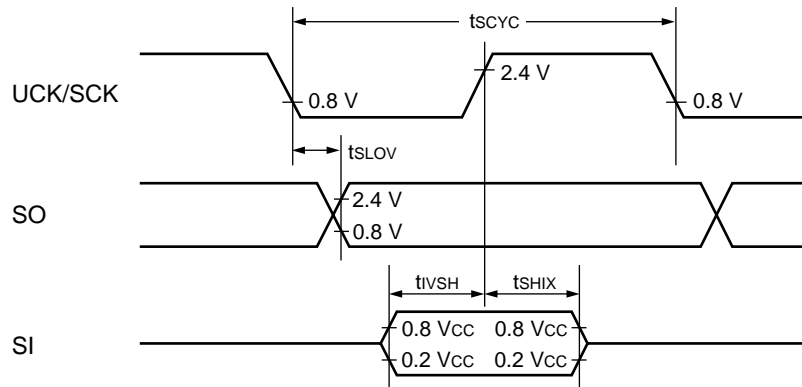 tSCYC
UCK/SCK
2.4 V
0.8 V
0.8 V
tSLOV
SO
2.4 V
0.8 V
tIVSH
tSHIX
SI
0.8 VCC
0.8 VCC
0.2 VCC
0.2 VCC